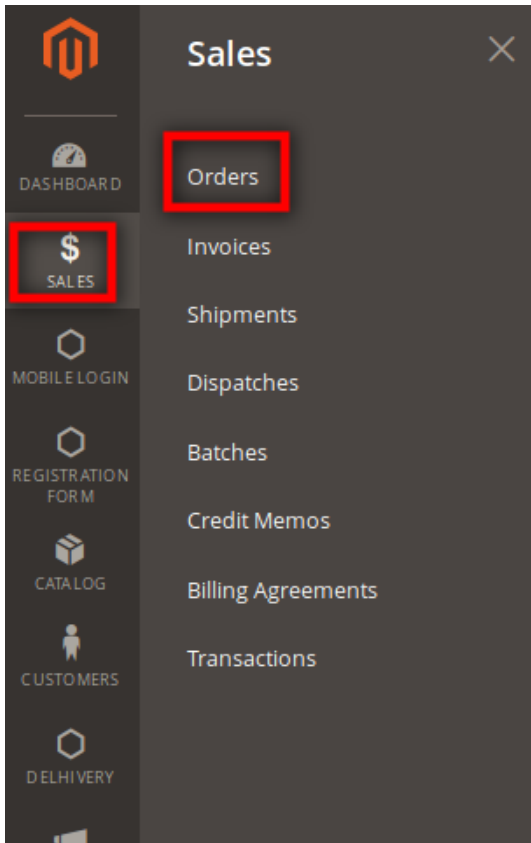 Sales
DASHBOARD
Orders
$
SALES
Invoices
Shipments
MOBILE LOGIN
Dispatches
REGISTRATION
FORM
Batches
Credit Memos
CATALOG
Billing Agreements
CUSTOMERS
Transactions
DELHIVERY